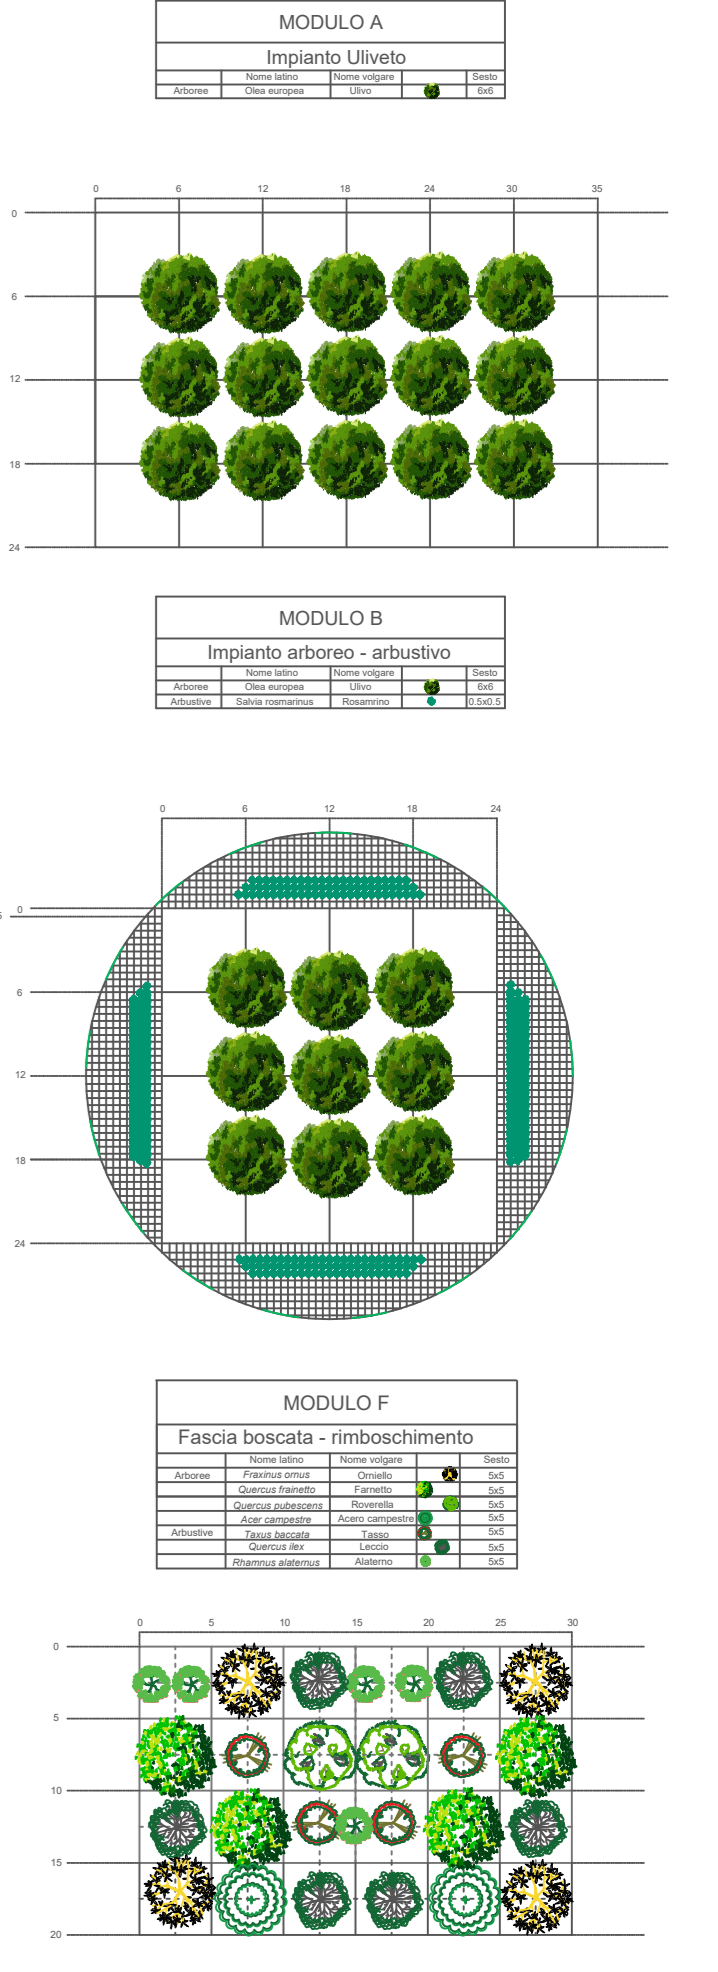 MODULO A
Impianto Uliveto
Nome latino Nome volgare Sesto
Arboree Olea europea Ulivo 6x6
0 6 12 18 24 30 35
0
6
12
18
24
MODULO B
Impianto arboreo - arbustivo
Nome latino Nome volgare Sesto
Arboree Olea europea Ulivo 6x6
Arbustive Salvia rosmarinus Rosamrino 0.5x0.5
0 6 12 18 24
0
6
12
18
24
MODULO F
Fascia boscata - rimboschimento
Nome latino Nome volgare Sesto
Arboree Fraxinus ornus Orniello 5x5
Quercus frainetto Farnetto 5x5
Quercus pubescens Roverella 5x5
Acer campestre Acero campestre 5x5
Arbustive Taxus baccata Tasso 5x5
Quercus ilex Leccio 5x5
Rhamnus alaternus Alaterno 5x5
0 5 10 15 20 25 30
0
5
10
15
20